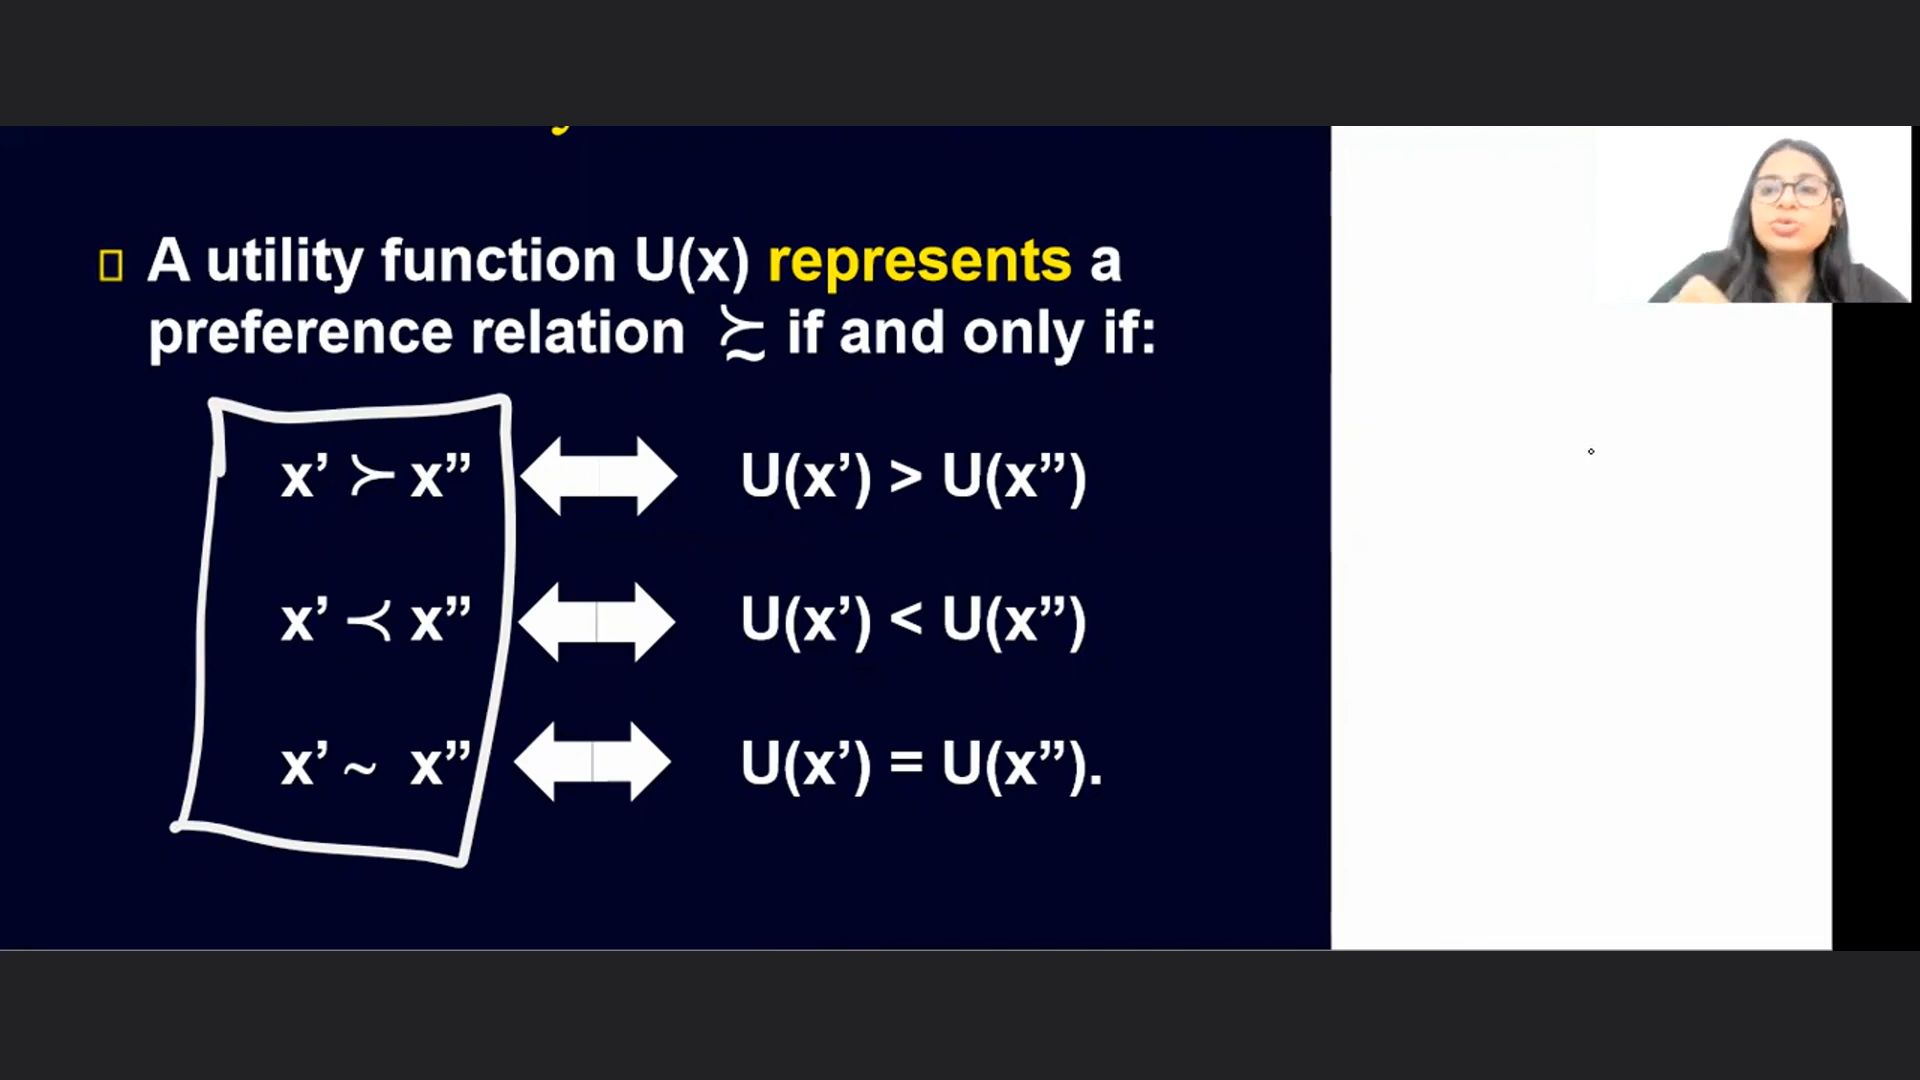 A utility function U(x) represents a
preference relation ≿ if and only if:
x’ ≻ x” U(x’) > U(x”)
x’ ≺ x” U(x’) < U(x”)
x’ ~ x” U(x’) = U(x”).